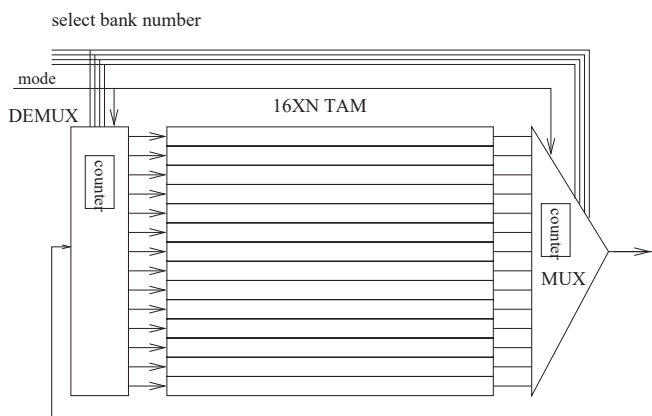 select bank number
mode
DEMUX
16XN TAM
counter
counter
MUX